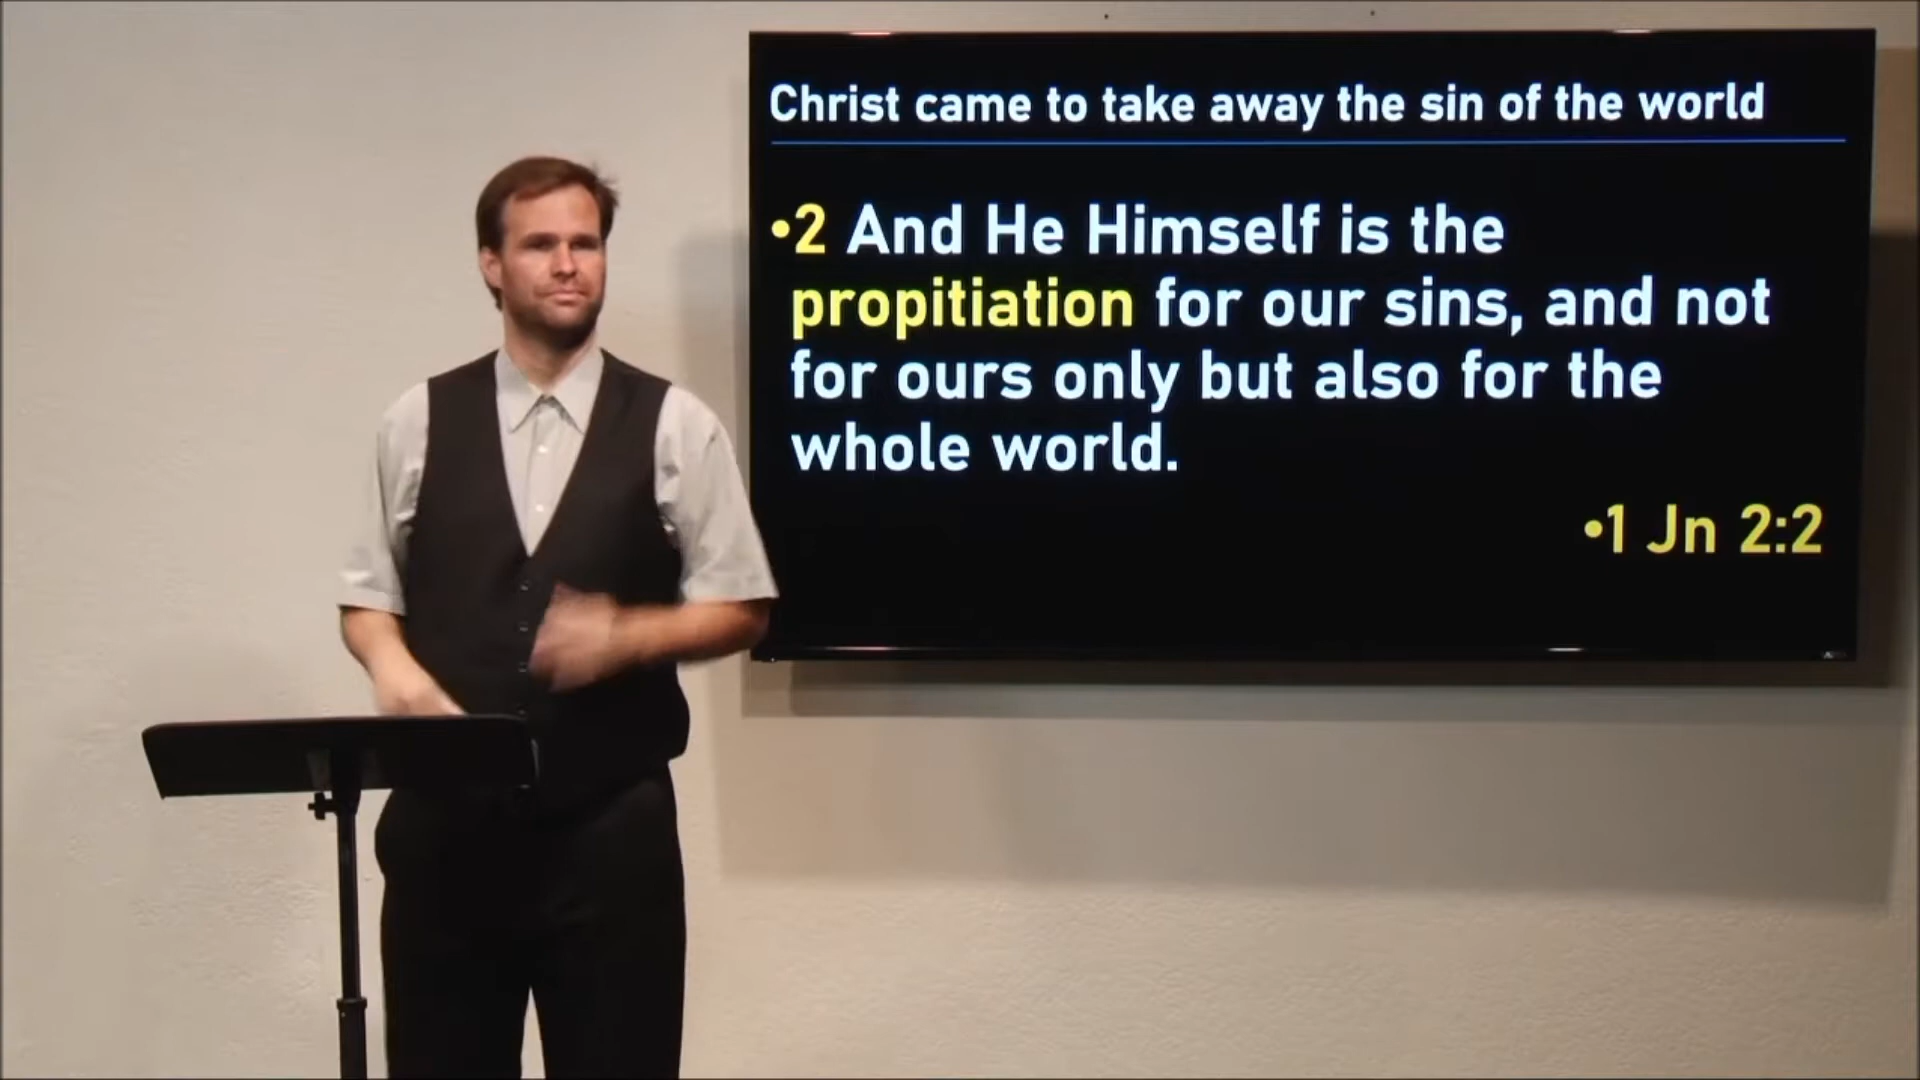 Christ came to take away the sin of the world
•2 And He Himself is the
propitiation for our sins, and not
for ours only but also for the
whole world.
•1 Jn 2:2